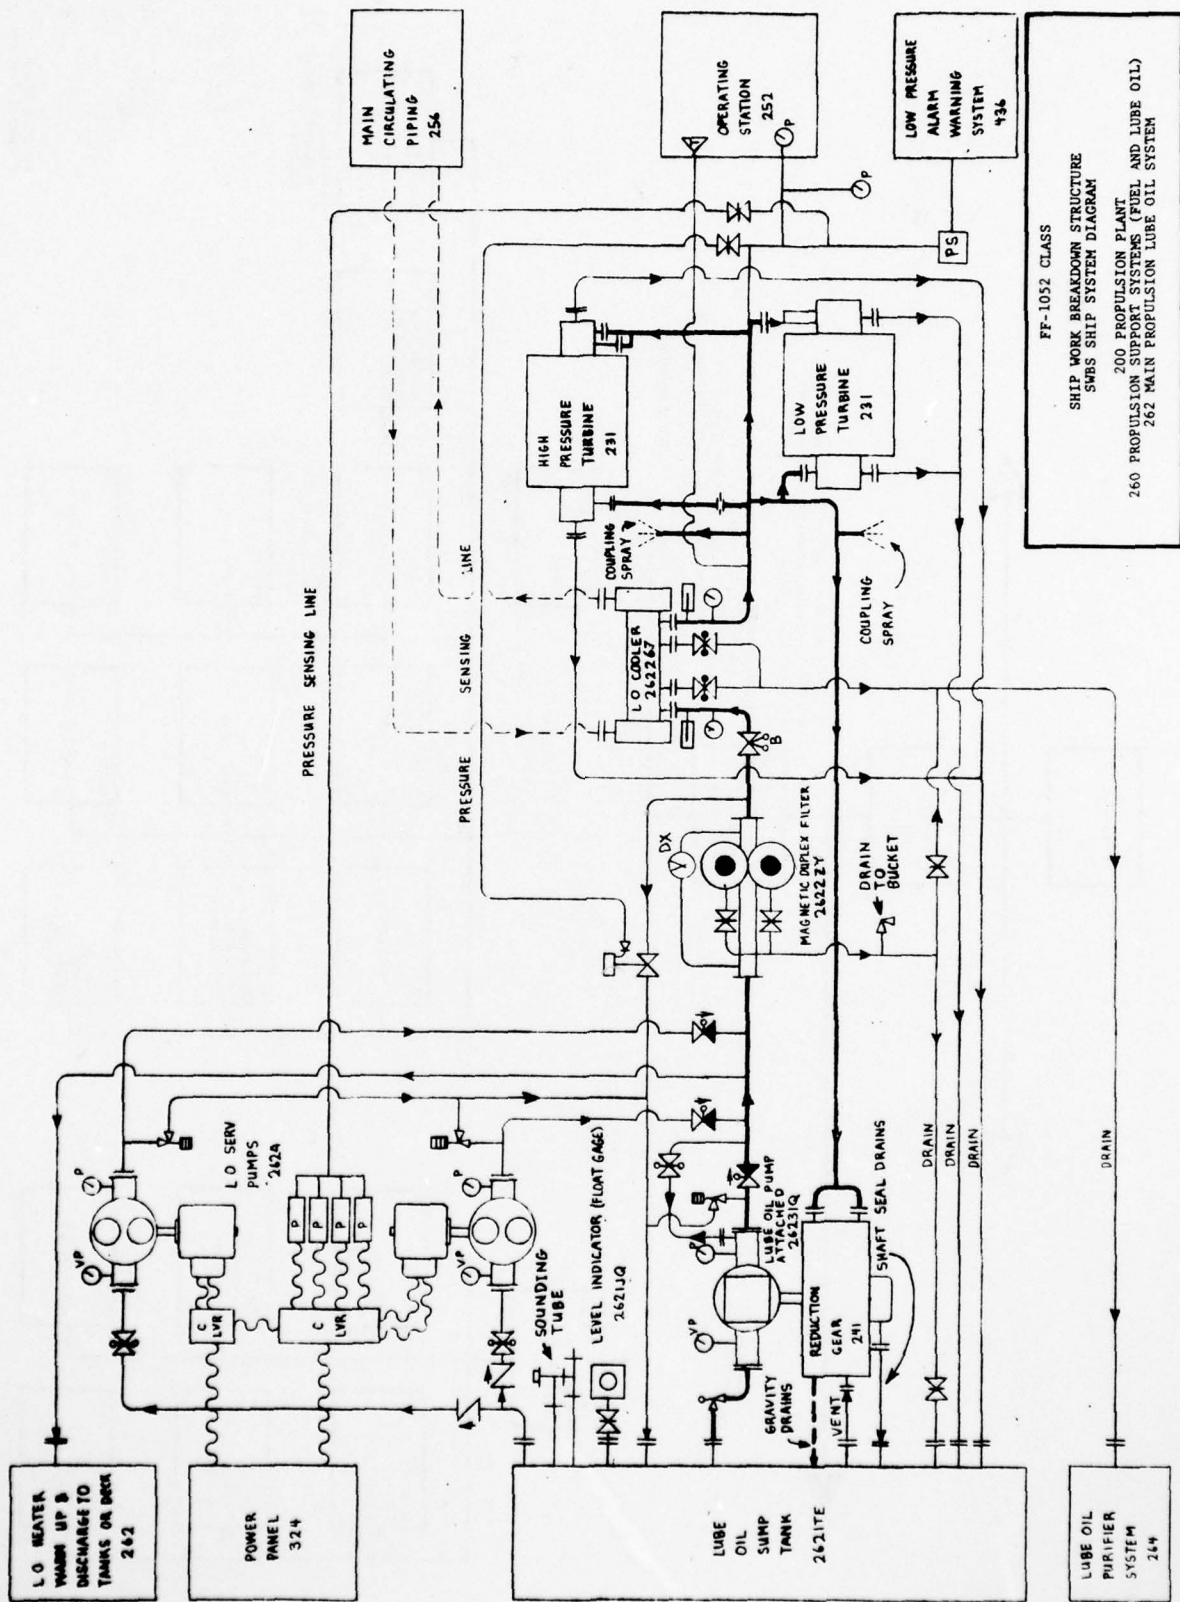 MAIN
CIRCULATING
PIPING
256
OPERATING
STATION
252
P
P
LOW PRESSURE
ALARM
WARNING
SYSTEM
436
PS
FF-1052 CLASS
SHIP WORK BREAKDOWN STRUCTURE
SWBS SHIP SYSTEM DIAGRAM
200 PROPULSION PLANT
260 PROPULSION SUPPORT SYSTEMS (FUEL AND LUBE OIL)
262 MAIN PROPULSION LUBE OIL SYSTEM
HIGH
PRESSURE
TURBINE
231
LOW
PRESSURE
TURBINE
231
COUPLING
SPRAY
COUPLING
SPRAY
LO COOLER
262267
B
PRESSURE SENSING LINE
PRESSURE SENSING LINE
DX
MAGNETIC DUPLEX FILTER
2622ZY
DRAIN
TO
BUCKET
LO SERV
PUMPS
2624
P
VP
P
P
P
P
C
LVR
C
LVR
P
VP
SOUNDING
TUBE
LEVEL INDICATOR (FLOAT GAGE)
2621JQ
LUBE OIL PUMP
ATTACHED
26231Q
P
VP
REDUCTION
GEAR
241
SHAFT SEAL DRAINS
GRAVITY
DRAINS
VENT
DRAIN
DRAIN
DRAIN
DRAIN
LO HEATER
WARM UP &
DISCHARGE TO
TANKS OR DECK
262
POWER
PANEL
324
LUBE
OIL
SUMP
TANK
2621TE
LUBE OIL
PURIFIER
SYSTEM
264